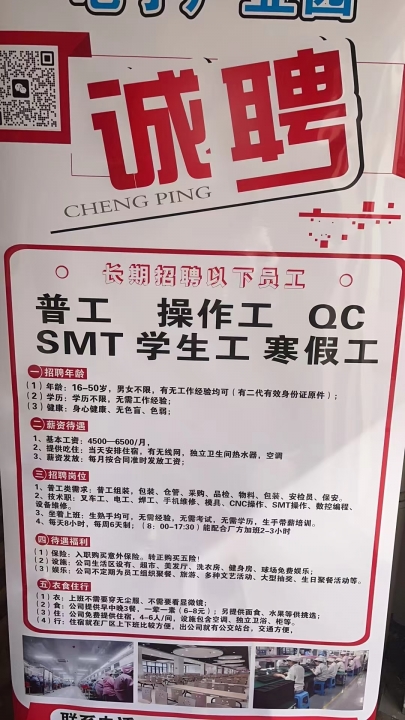 电子产业园
诚聘
CHENG PING
长期招聘以下员工
普工 操作工 QC
SMT 学生工 寒假工
一 招聘年龄
（1）年龄：16-50岁，男女不限，有无工作经验均可（有二代有效身份证原件）；
（2）学历：学历不限，无需工作经验；
（3）健康：身心健康、无色盲、色弱；
二 薪资待遇
1、基本工资：4500—6500/月，
2、提供吃住：当天安排住宿，有无线网，独立卫生间热水器，空调
3、薪资发放：每月按合同准时发放工资；
三 招聘岗位
1、普工类需求：普工组装，包装、仓管、采购、品检、物料、包装、安检员、保安。
2、技术职：叉车工、电工、焊工、手机维修、模具、CNC操作、SMT操作、数控编程、
设备维修。
3、坐着上班：生熟手均可，无需经验，无需考试，无需学历，生手带薪培训。
4、每天8小时，每周6天制；（8：00-17:30）能配合厂方加班2-3小时
四 待遇福利
（1）保险：入职购买意外保险。转正购买五险！
（2）设施：公司生活区设有、超市、美发厅、洗衣房、健身房、球场免费娱乐；
（3）娱乐：公司不定期为员工组织聚餐、旅游、多种文艺活动、大型抽奖、生日聚餐活动等。
五 衣食住行
（1）衣：上班不需要穿无尘服、不需要看显微镜；
（2）食：公司提供早中晚3餐，一荤一素（6-8元）；另提供面食、水果等供挑选；
（3）住：公司免费提供住宿，4-6人/间，设施包含空调、独立卫浴、柜等。
（4）行：住宿就在厂区上下班比较方便，出公司就有公交站台，交通方便。
联系电话